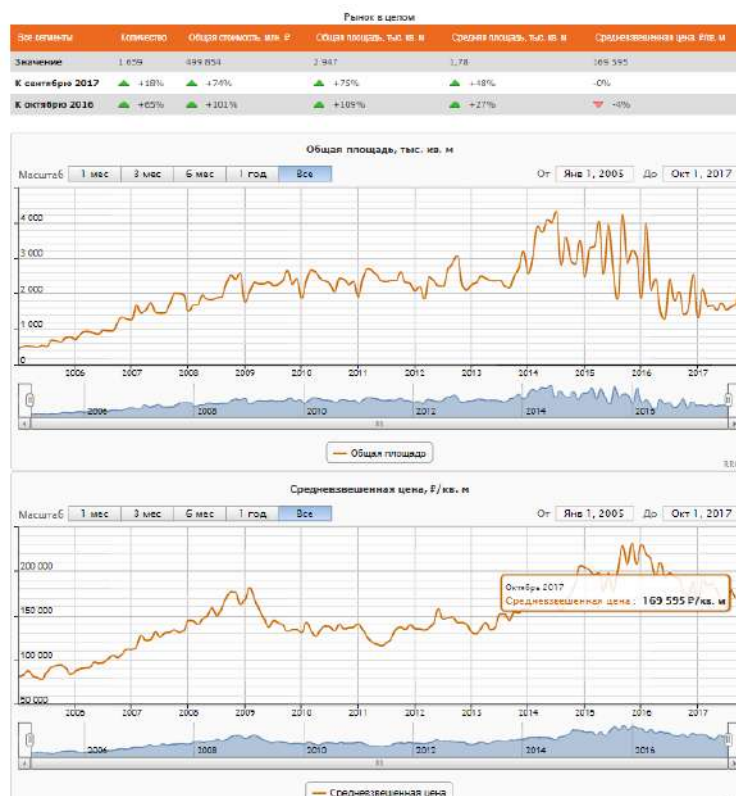 Рынок в целом
Все сегменты Количество Общая стоимость, млн. ₽ Общая площадь, тыс. кв. м Средняя площадь, тыс. кв. м Средневзвешенная цена, ₽/кв. м
Значение 1 659 499 854 2 947 1,78 169 595
К сентябрю 2017 +18% +74% +75% +48% -0%
К октябрю 2016 +65% +101% +109% +27% -4%
Общая площадь, тыс. кв. м
Масштаб 1 мес 3 мес 6 мес 1 год Все От Янв 1, 2005 До Окт 1, 2017
4 000
3 000
2 000
1 000
0
2006 2007 2008 2009 2010 2011 2012 2013 2014 2015 2016 2017
2006 2008 2010 2012 2014 2016
Общая площадь
Средневзвешенная цена, ₽/кв. м
Масштаб 1 мес 3 мес 6 мес 1 год Все От Янв 1, 2005 До Окт 1, 2017
200 000
Октябрь 2017
Средневзвешенная цена: 169 595 ₽/кв. м
150 000
100 000
50 000
2006 2007 2008 2009 2010 2011 2012 2013 2014 2015 2016 2017
2006 2008 2010 2012 2014 2016
Средневзвешенная цена